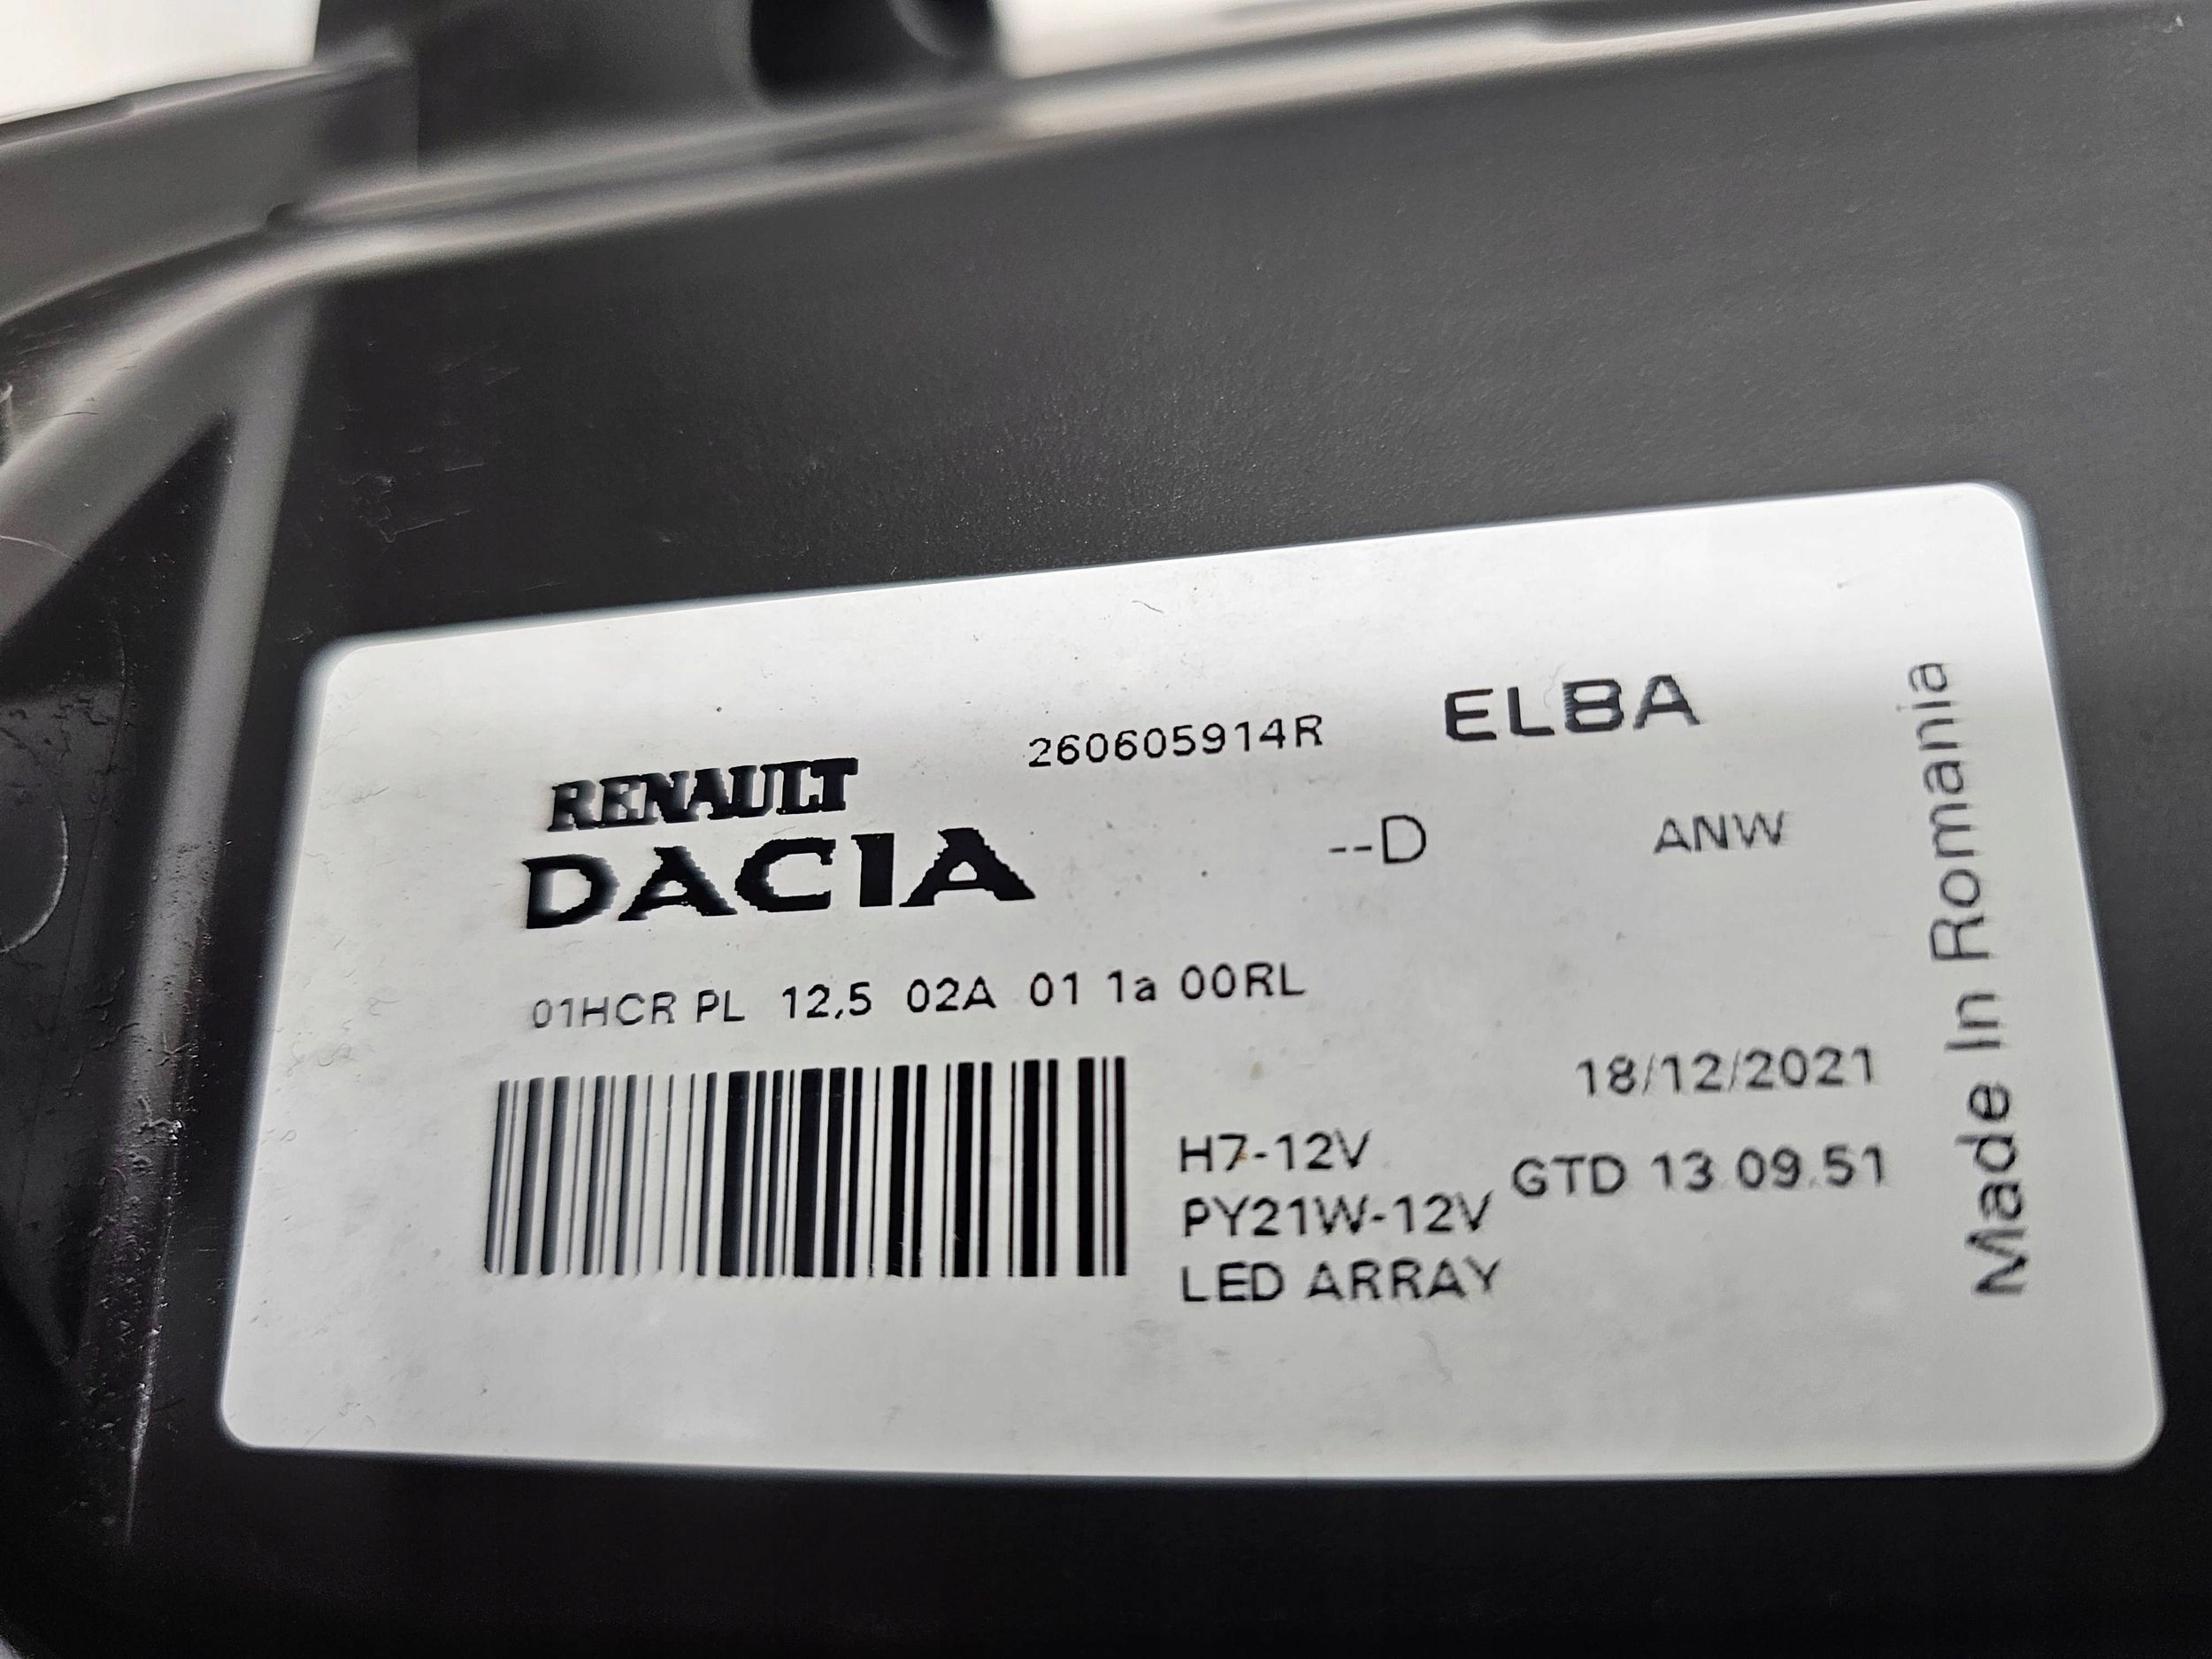 260605914R ELBA
RENAULT
DACIA --D ANW
01HCR PL 12,5 02A 01 1a 00RL
18/12/2021
H7-12V
GTD 13 09.51
PY21W-12V
LED ARRAY
Made In Romania